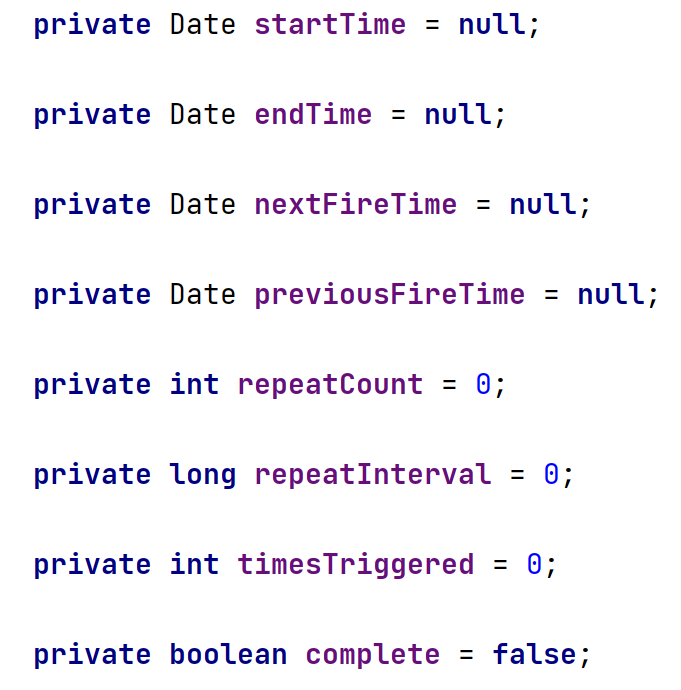 private Date startTime = null;
private Date endTime = null;
private Date nextFireTime = null;
private Date previousFireTime = null;
private int repeatCount = 0;
private long repeatInterval = 0;
private int timesTriggered = 0;
private boolean complete = false;